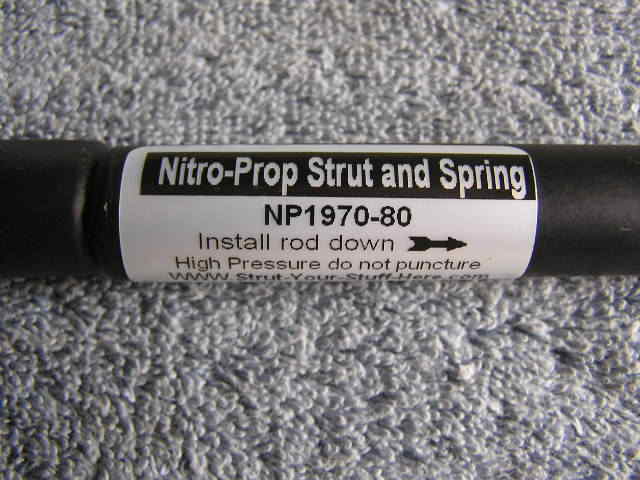 Nitro-Prop Strut and Spring
NP1970-80
Install rod down
High Pressure do not puncture
WWW.Strut-Your-Stuff-Here.com